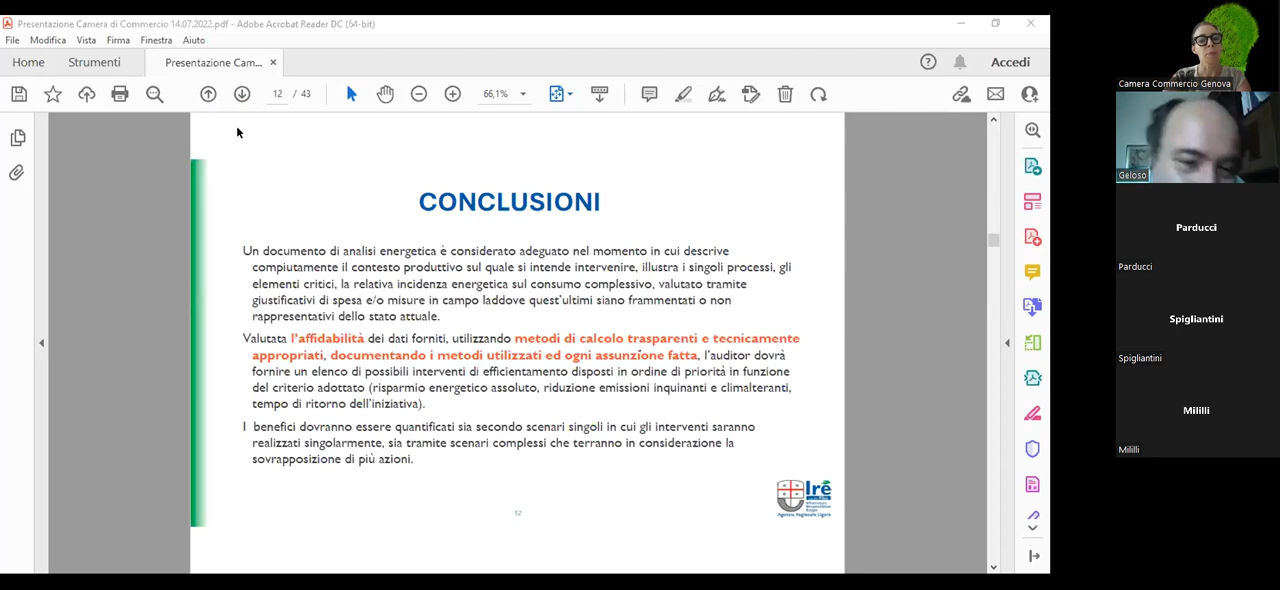 Presentazione Camera di Commercio 14.07.2022.pdf - Adobe Acrobat Reader DC (64-bit)
File Modifica Vista Firma Finestra Aiuto
Home Strumenti Presentazione Cam... × Accedi
12 / 43 66,1%
CONCLUSIONI
Un documento di analisi energetica è considerato adeguato nel momento in cui descrive
compiutamente il contesto produttivo sul quale si intende intervenire, illustra i singoli processi, gli
elementi critici, la relativa incidenza energetica sul consumo complessivo, valutato tramite
giustificativi di spesa e/o misure in campo laddove quest'ultimi siano frammentati o non
rappresentativi dello stato attuale.
Valutata l'affidabilità dei dati forniti, utilizzando metodi di calcolo trasparenti e tecnicamente
appropriati, documentando i metodi utilizzati ed ogni assunzione fatta, l'auditor dovrà
fornire un elenco di possibili interventi di efficientamento disposti in ordine di priorità in funzione
del criterio adottato (risparmio energetico assoluto, riduzione emissioni inquinanti e climalteranti,
tempo di ritorno dell'iniziativa).
I benefici dovranno essere quantificati sia secondo scenari singoli in cui gli interventi saranno
realizzati singolarmente, sia tramite scenari complessi che terranno in considerazione la
sovrapposizione di più azioni.
Ire
Agenzia Regionale Ligure
12
Camera Commercio Genova
Geloso
Parducci
Parducci
Spigliantini
Spigliantini
Mililli
Mililli